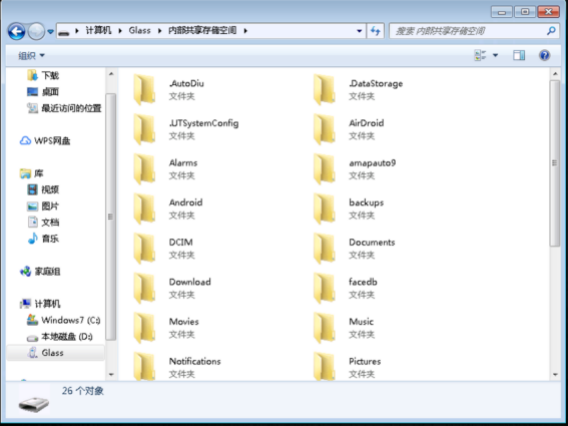 计算机 Glass 内部共享存储空间
搜索 内部共享存储空间
组织
下载
桌面
最近访问的位置
WPS网盘
库
视频
图片
文档
音乐
家庭组
计算机
Windows7 (C:)
本地磁盘 (D:)
Glass
.AutoDiu
文件夹
.DataStorage
文件夹
.UTSystemConfig
文件夹
AirDroid
文件夹
Alarms
文件夹
amapauto9
文件夹
Android
文件夹
backups
文件夹
DCIM
文件夹
Documents
文件夹
Download
文件夹
facedb
文件夹
Movies
文件夹
Music
文件夹
Notifications
文件夹
Pictures
文件夹
26 个对象